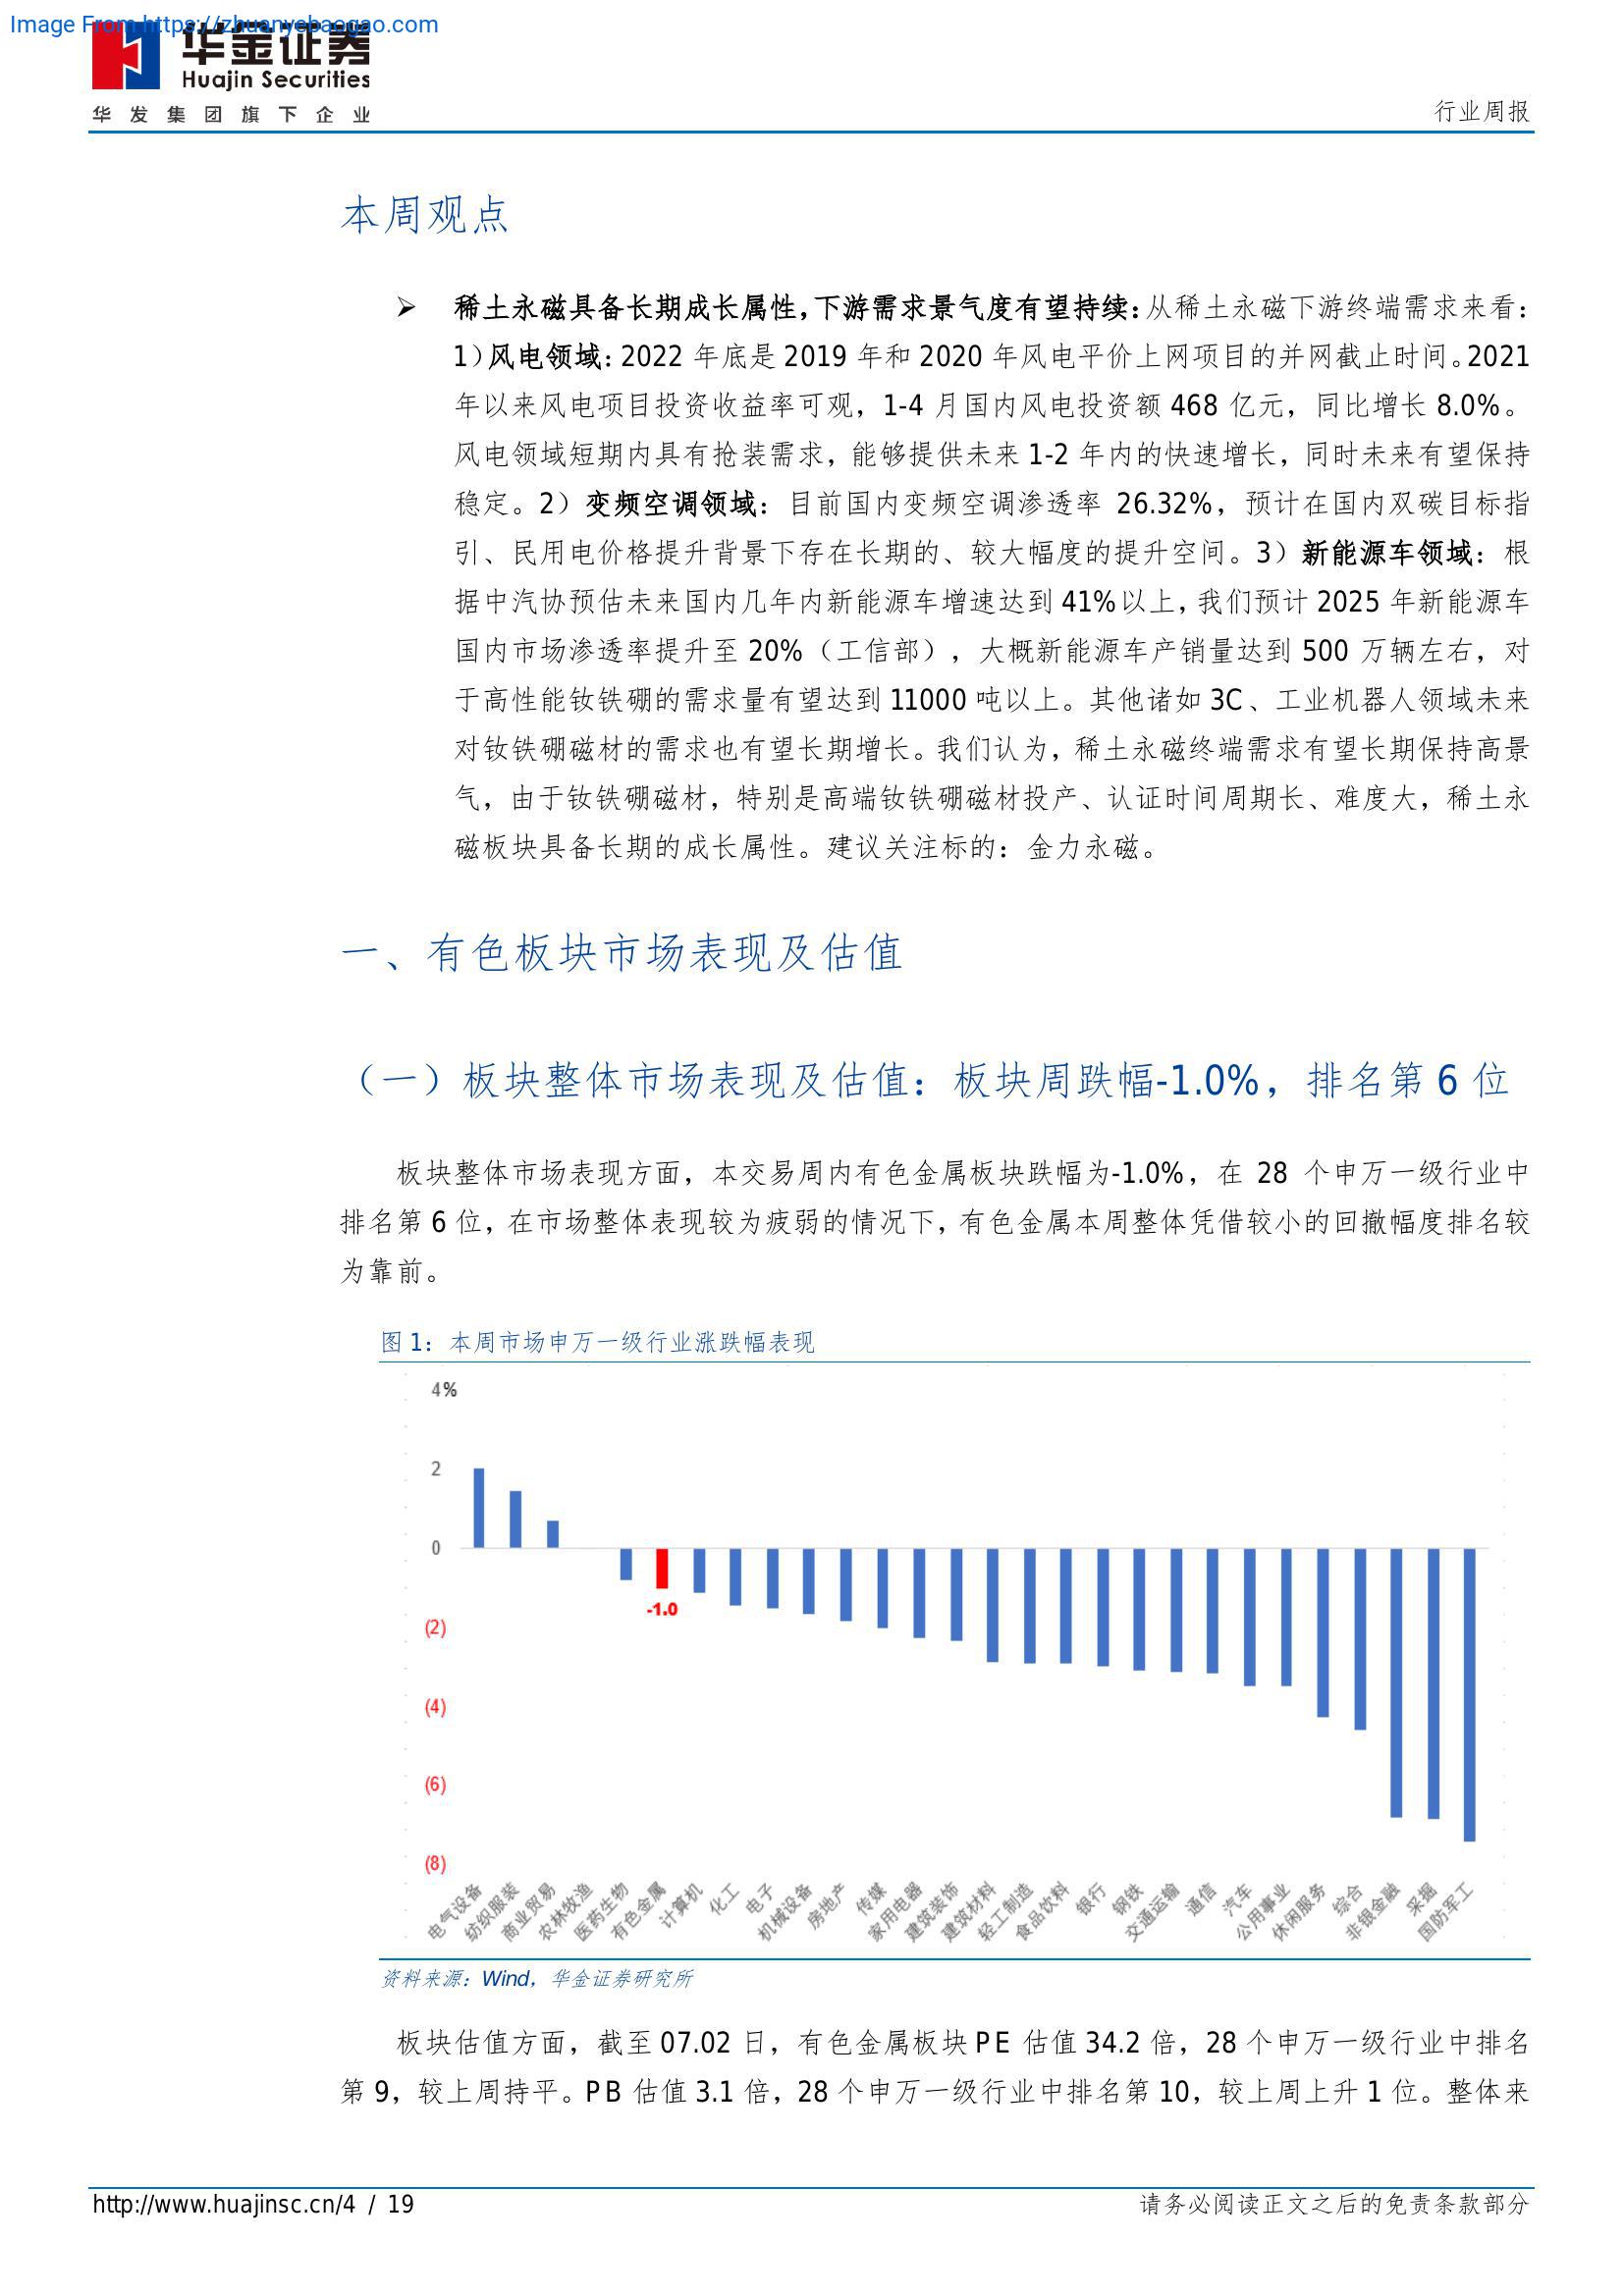 Image From https://zhuanyebaogao.com
华金证券
Huajin Securities
华发集团旗下企业
行业周报
本周观点
➢ 稀土永磁具备长期成长属性，下游需求景气度有望持续：从稀土永磁下游终端需求来看：
1）风电领域：2022 年底是 2019 年和 2020 年风电平价上网项目的并网截止时间。2021
年以来风电项目投资收益率可观，1-4 月国内风电投资额 468 亿元，同比增长 8.0%。
风电领域短期内具有抢装需求，能够提供未来 1-2 年内的快速增长，同时未来有望保持
稳定。2）变频空调领域：目前国内变频空调渗透率 26.32%，预计在国内双碳目标指
引、民用电价格提升背景下存在长期的、较大幅度的提升空间。3）新能源车领域：根
据中汽协预估未来国内几年内新能源车增速达到 41%以上，我们预计 2025 年新能源车
国内市场渗透率提升至 20%（工信部），大概新能源车产销量达到 500 万辆左右，对
于高性能钕铁硼的需求量有望达到 11000 吨以上。其他诸如 3C、工业机器人领域未来
对钕铁硼磁材的需求也有望长期增长。我们认为，稀土永磁终端需求有望长期保持高景
气，由于钕铁硼磁材，特别是高端钕铁硼磁材投产、认证时间周期长、难度大，稀土永
磁板块具备长期的成长属性。建议关注标的：金力永磁。
一、有色板块市场表现及估值
（一）板块整体市场表现及估值：板块周跌幅-1.0%，排名第 6 位
板块整体市场表现方面，本交易周内有色金属板块跌幅为-1.0%，在 28 个申万一级行业中
排名第 6 位，在市场整体表现较为疲弱的情况下，有色金属本周整体凭借较小的回撤幅度排名较
为靠前。
图 1：本周市场申万一级行业涨跌幅表现
4%
2
0
-1.0
(2)
(4)
(6)
(8)
电气设备
纺织服装
商业贸易
农林牧渔
医药生物
有色金属
计算机
化工
电子
机械设备
房地产
传媒
家用电器
建筑装饰
建筑材料
轻工制造
食品饮料
银行
钢铁
交通运输
通信
汽车
公用事业
休闲服务
综合
非银金融
采掘
国防军工
资料来源：Wind，华金证券研究所
板块估值方面，截至 07.02 日，有色金属板块 PE 估值 34.2 倍，28 个申万一级行业中排名
第 9，较上周持平。PB 估值 3.1 倍，28 个申万一级行业中排名第 10，较上周上升 1 位。整体来
http://www.huajinsc.cn/4 / 19
请务必阅读正文之后的免责条款部分